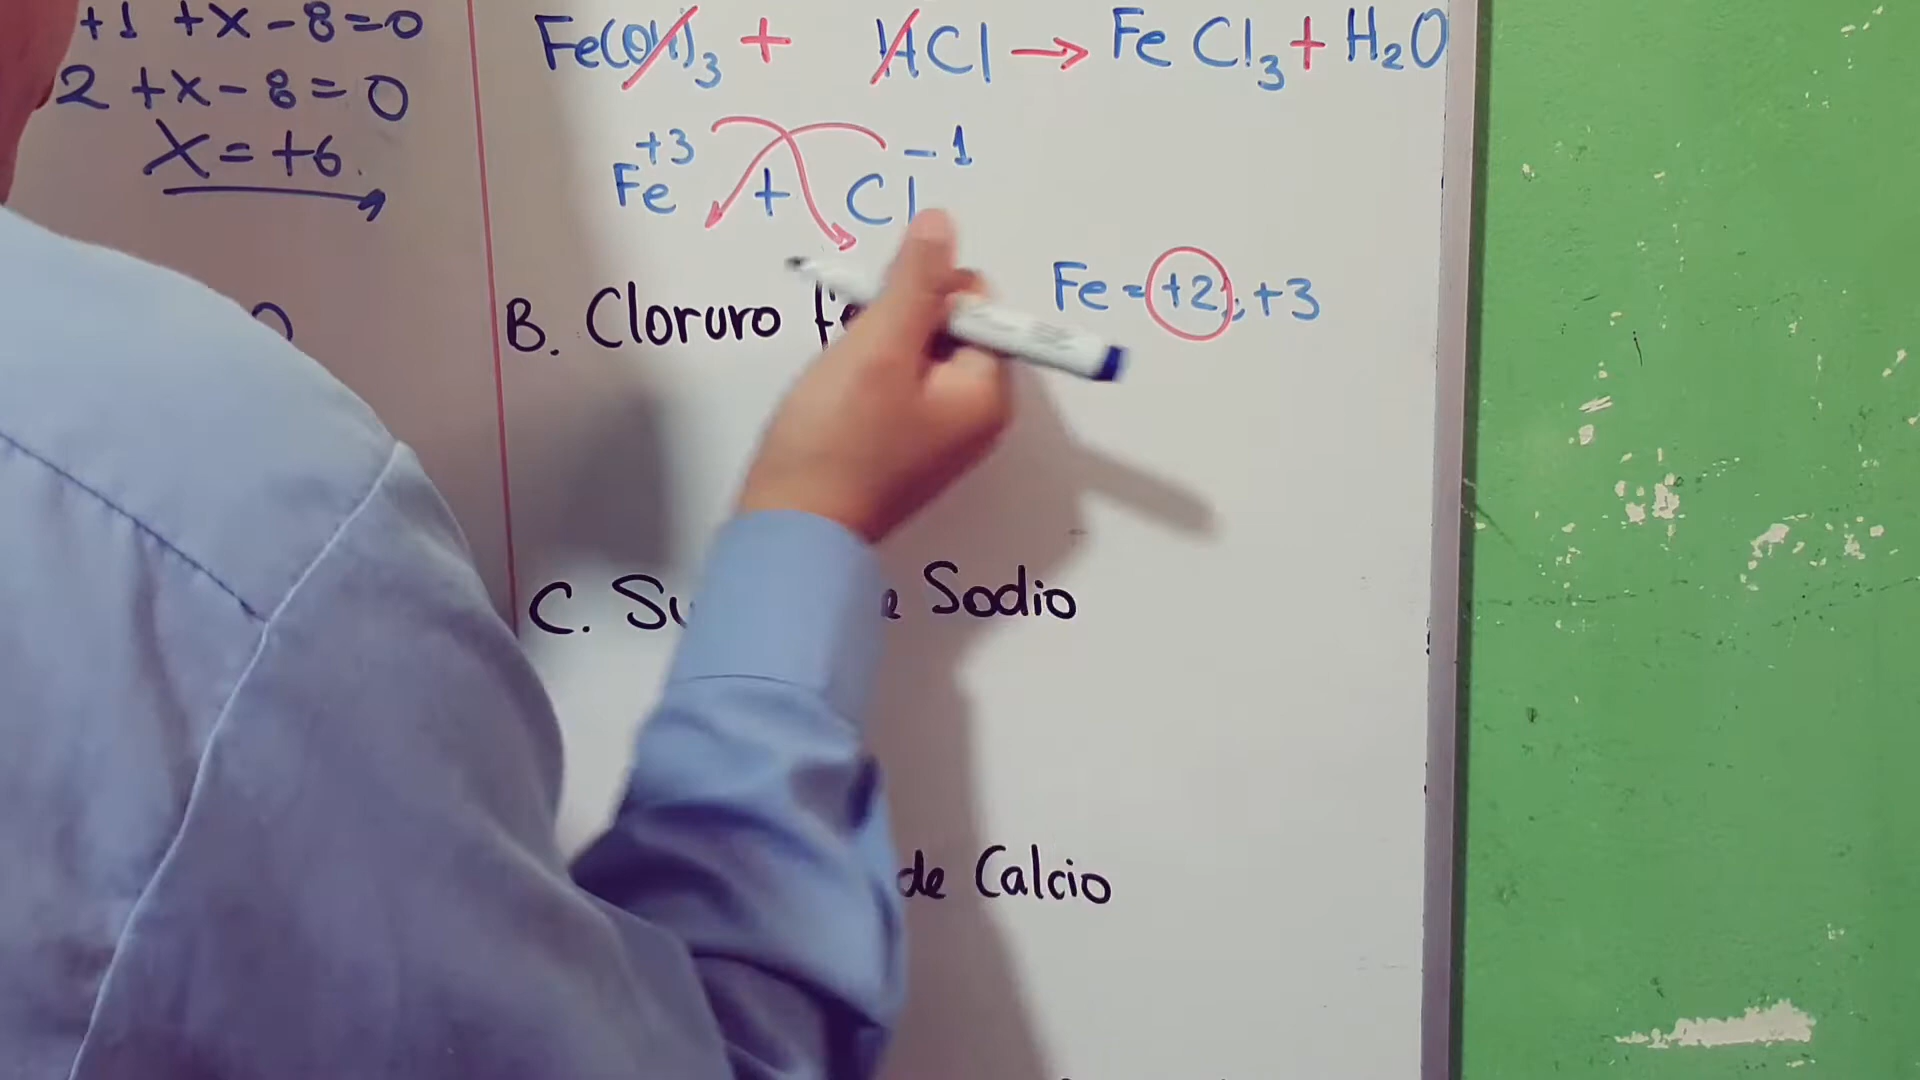 +1 +x-8=0
2 +x-8=0
X=+6.
Fe(OH)3 + HCl → FeCl3 + H2O
Fe+3 + Cl-1
B. Cloruro
Fe = +2; +3
C. Sodio
de Calcio